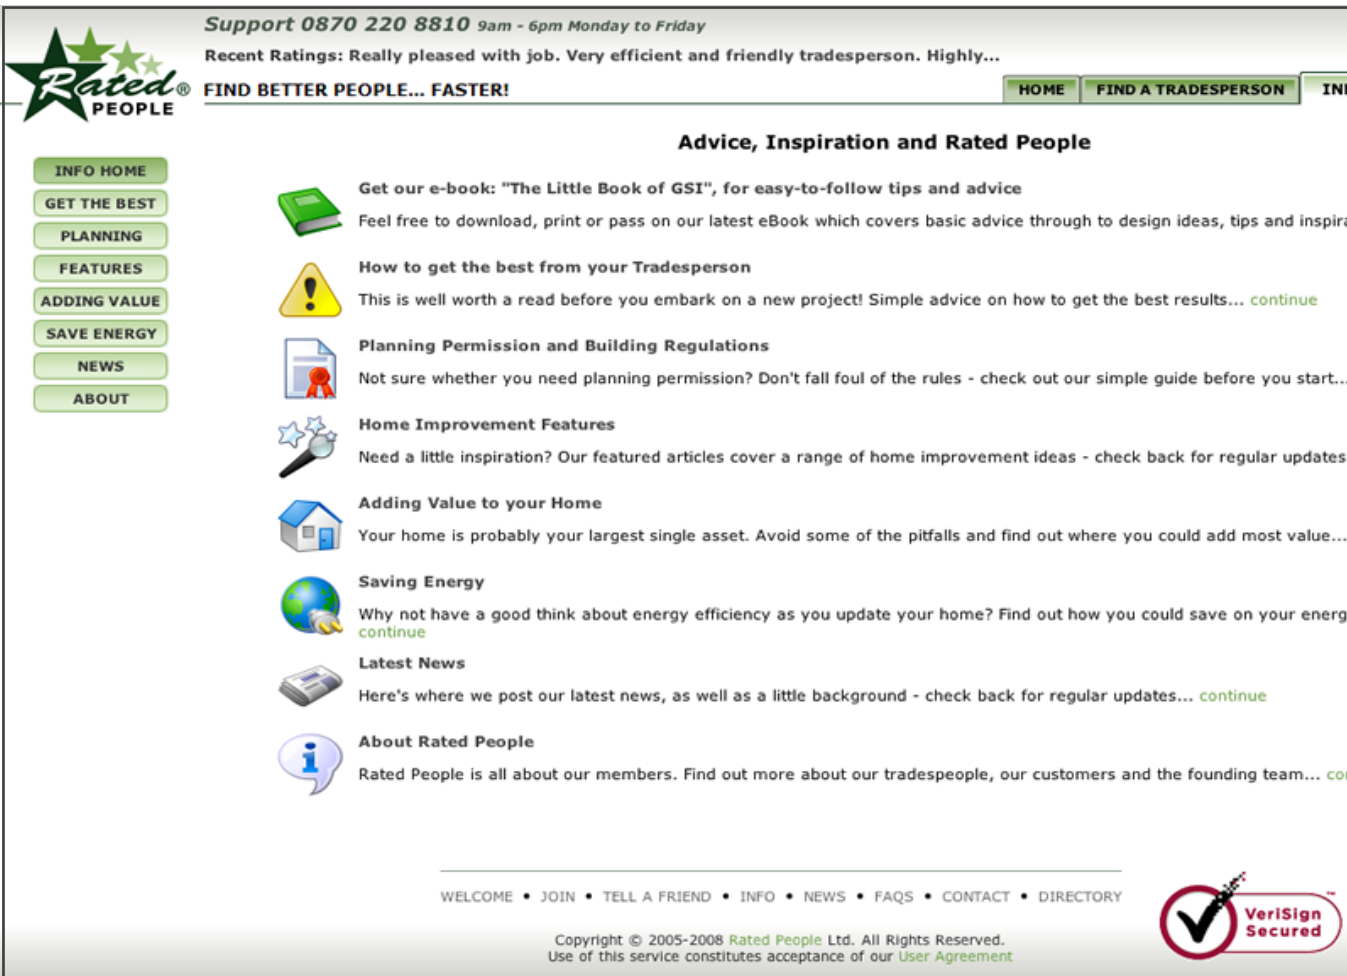 Support 0870 220 8810 9am - 6pm Monday to Friday
Recent Ratings: Really pleased with job. Very efficient and friendly tradesperson. Highly...
Rated®
PEOPLE
FIND BETTER PEOPLE... FASTER!
HOME
FIND A TRADESPERSON
Advice, Inspiration and Rated People
INFO HOME
GET THE BEST
PLANNING
FEATURES
ADDING VALUE
SAVE ENERGY
NEWS
ABOUT
Get our e-book: "The Little Book of GSI", for easy-to-follow tips and advice
Feel free to download, print or pass on our latest eBook which covers basic advice through to design ideas, tips and
How to get the best from your Tradesperson
This is well worth a read before you embark on a new project! Simple advice on how to get the best results... continue
Planning Permission and Building Regulations
Not sure whether you need planning permission? Don't fall foul of the rules - check out our simple guide before you start...
Home Improvement Features
Need a little inspiration? Our featured articles cover a range of home improvement ideas - check back for regular updates
Adding Value to your Home
Your home is probably your largest single asset. Avoid some of the pitfalls and find out where you could add most value...
Saving Energy
Why not have a good think about energy efficiency as you update your home? Find out how you could save on your
continue
Latest News
Here's where we post our latest news, as well as a little background - check back for regular updates... continue
About Rated People
Rated People is all about our members. Find out more about our tradespeople, our customers and the founding team...
WELCOME • JOIN • TELL A FRIEND • INFO • NEWS • FAQS • CONTACT • DIRECTORY
VeriSign™
Secured
Copyright © 2005-2008 Rated People Ltd. All Rights Reserved.
Use of this service constitutes acceptance of our User Agreement